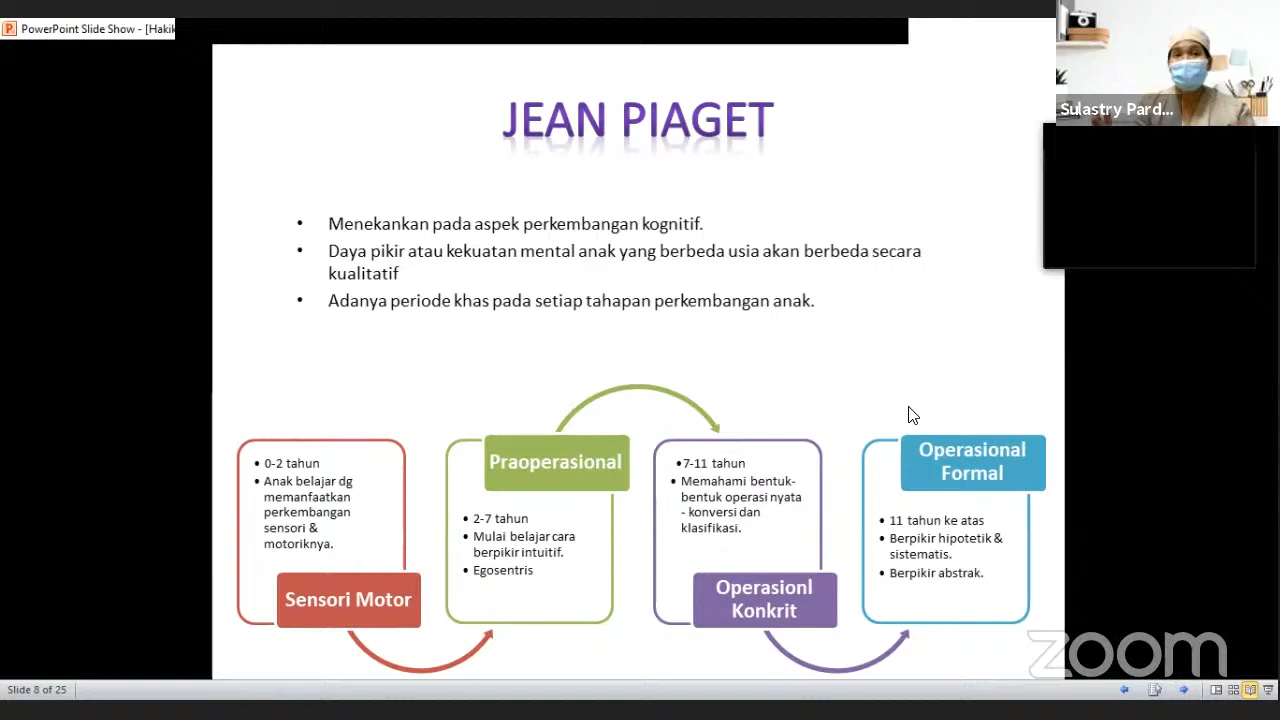 PowerPoint Slide Show - [Hakik
Sulastry Pard...
JEAN PIAGET
• Menekankan pada aspek perkembangan kognitif.
• Daya pikir atau kekuatan mental anak yang berbeda usia akan berbeda secara
kualitatif
• Adanya periode khas pada setiap tahapan perkembangan anak.
• 0-2 tahun
• Anak belajar dg
memanfaatkan
perkembangan
sensori &
motoriknya.
Sensori Motor
Praoperasional
• 2-7 tahun
• Mulai belajar cara
berpikir intuitif.
• Egosentris
•7-11 tahun
• Memahami bentuk-
bentuk operasi nyata
- konversi dan
klasifikasi.
Operasionl
Konkrit
Operasional
Formal
• 11 tahun ke atas
• Berpikir hipotetik &
sistematis.
• Berpikir abstrak.
zoom
Slide 8 of 25